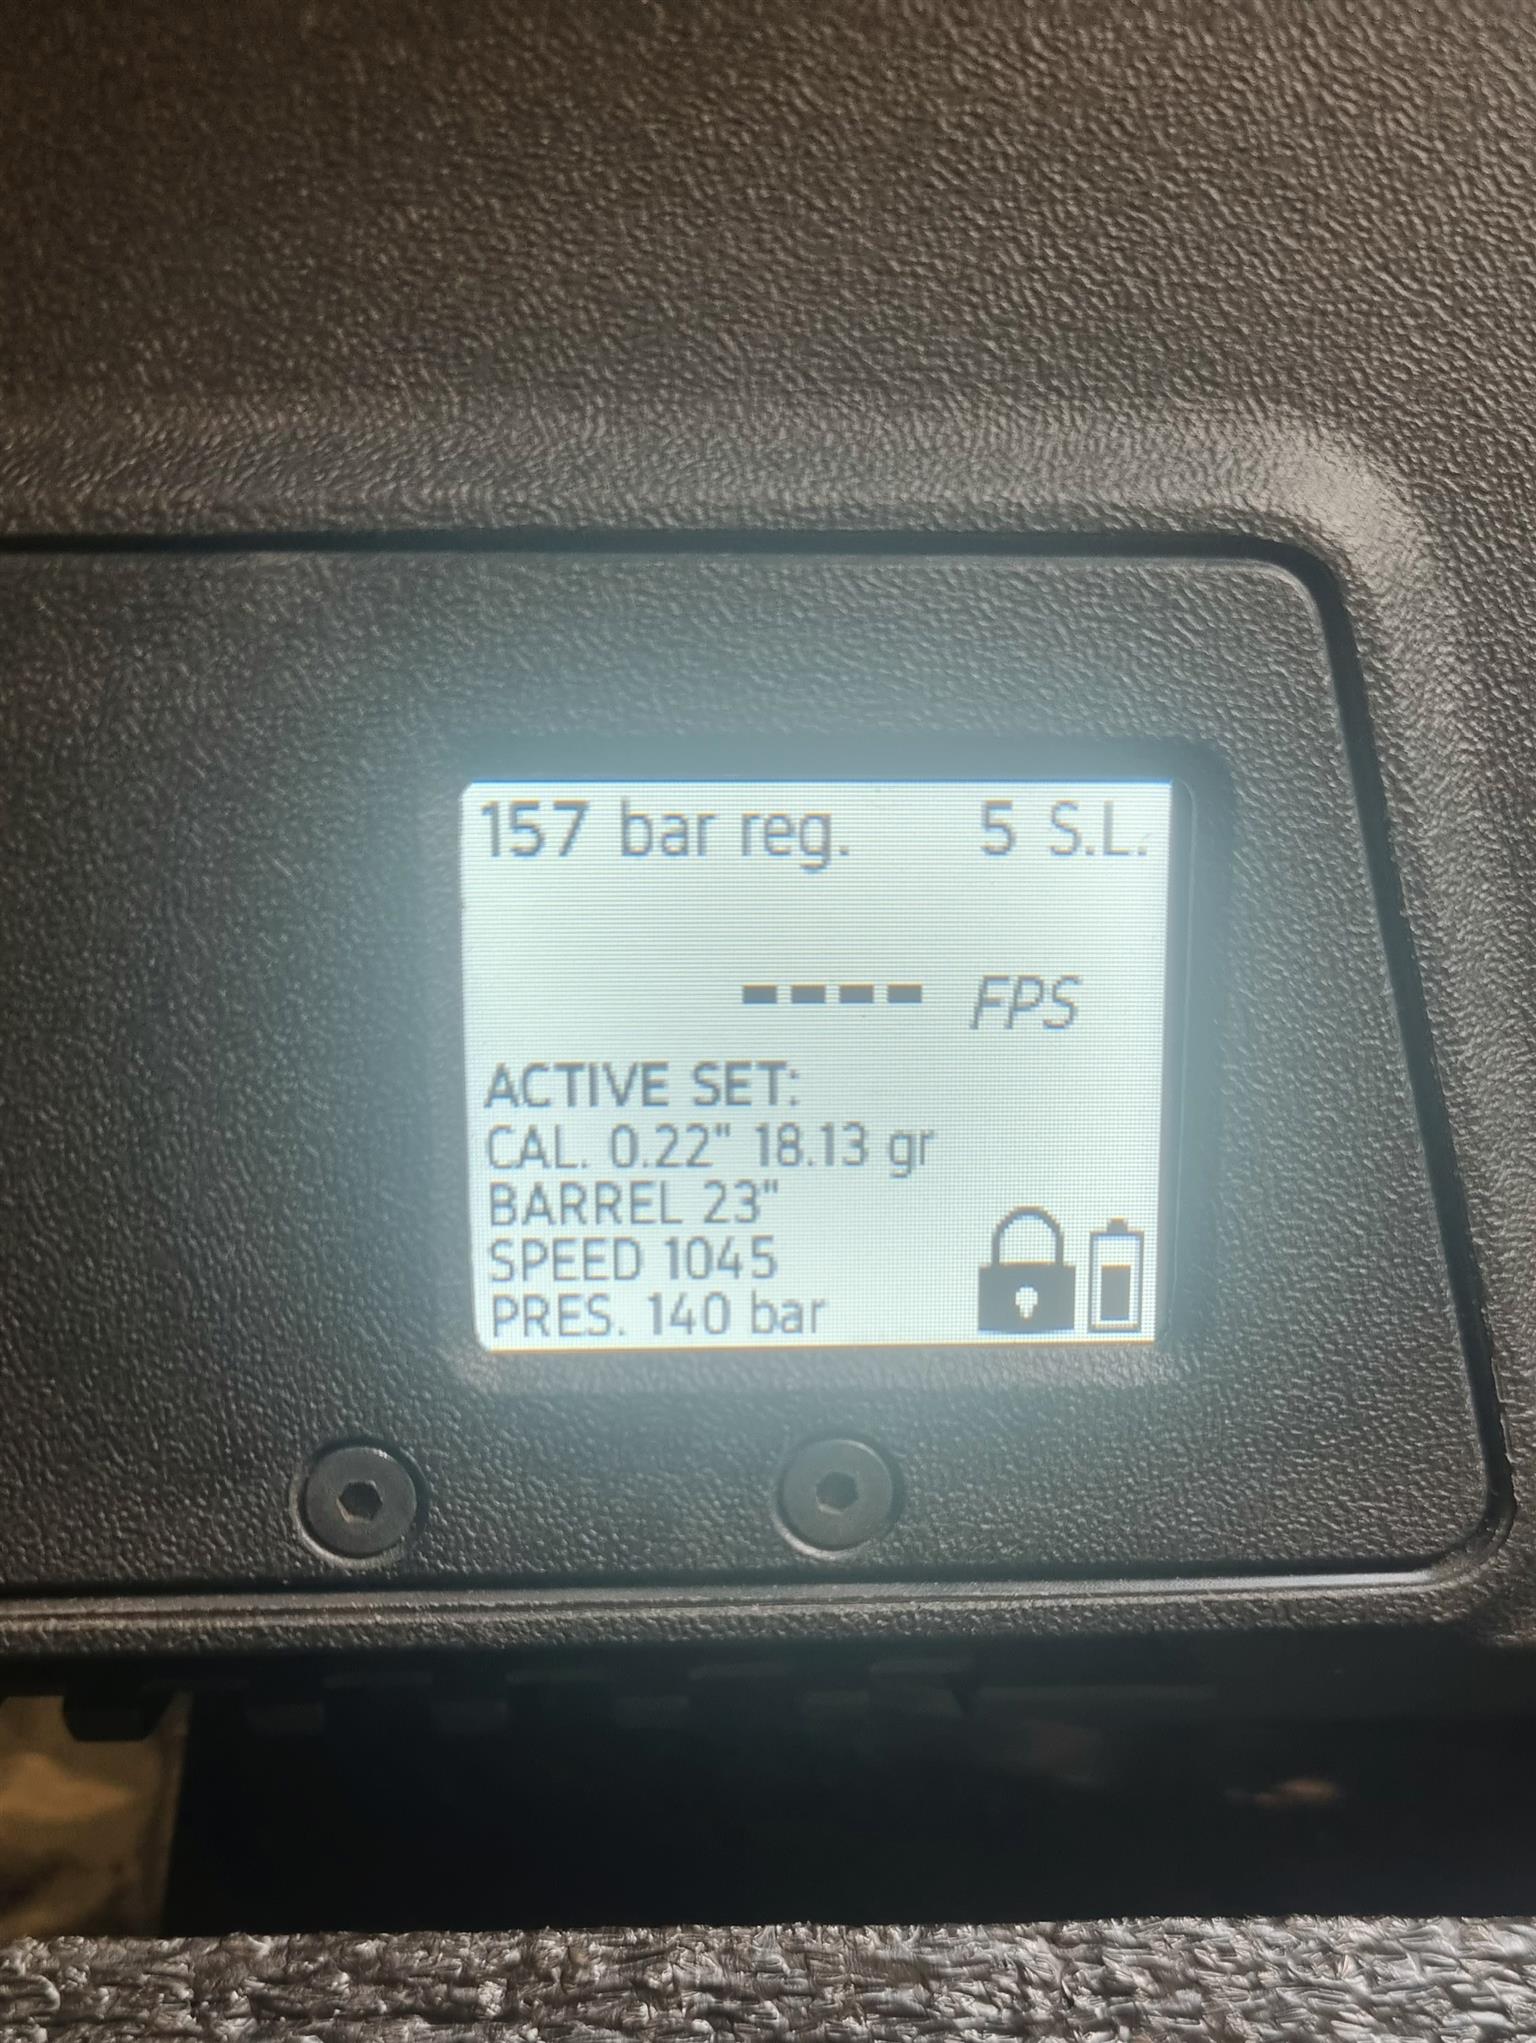 157 bar reg. 5 S.L.
---- FPS
ACTIVE SET:
CAL. 0.22" 18.13 gr
BARREL 23"
SPEED 1045
PRES. 140 bar